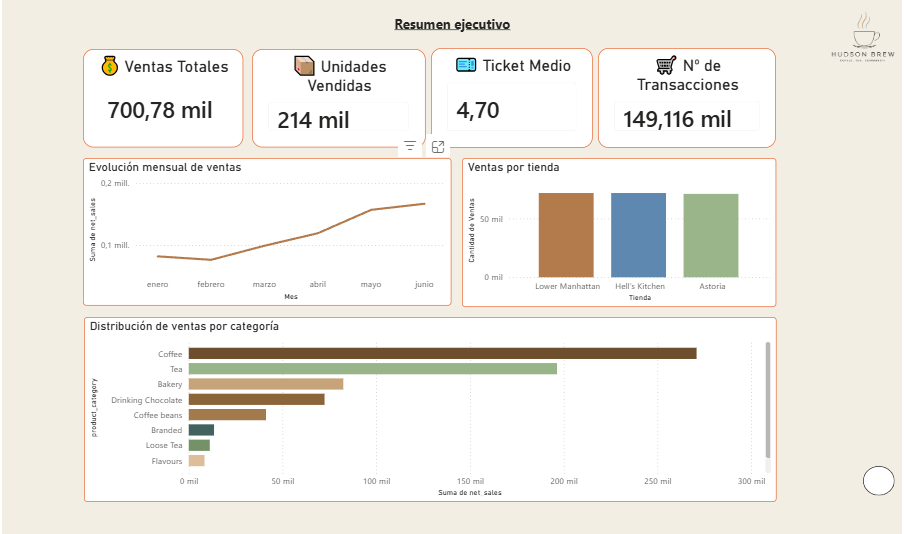 Resumen ejecutivo
HUDSON BREW
Ventas Totales
700,78 mil
Unidades
Vendidas
214 mil
Ticket Medio
4,70
Nº de
Transacciones
149,116 mil
Evolución mensual de ventas
Suma de net_sales
0,2 mill.
0,1 mill.
enero febrero marzo abril mayo junio
Mes
Ventas por tienda
Cantidad de Ventas
50 mil
0 mil
Lower Manhattan Hell's Kitchen Astoria
Tienda
Distribución de ventas por categoría
product_category
Coffee
Tea
Bakery
Drinking Chocolate
Coffee beans
Branded
Loose Tea
Flavours
0 mil 50 mil 100 mil 150 mil 200 mil 250 mil 300 mil
Suma de net_sales